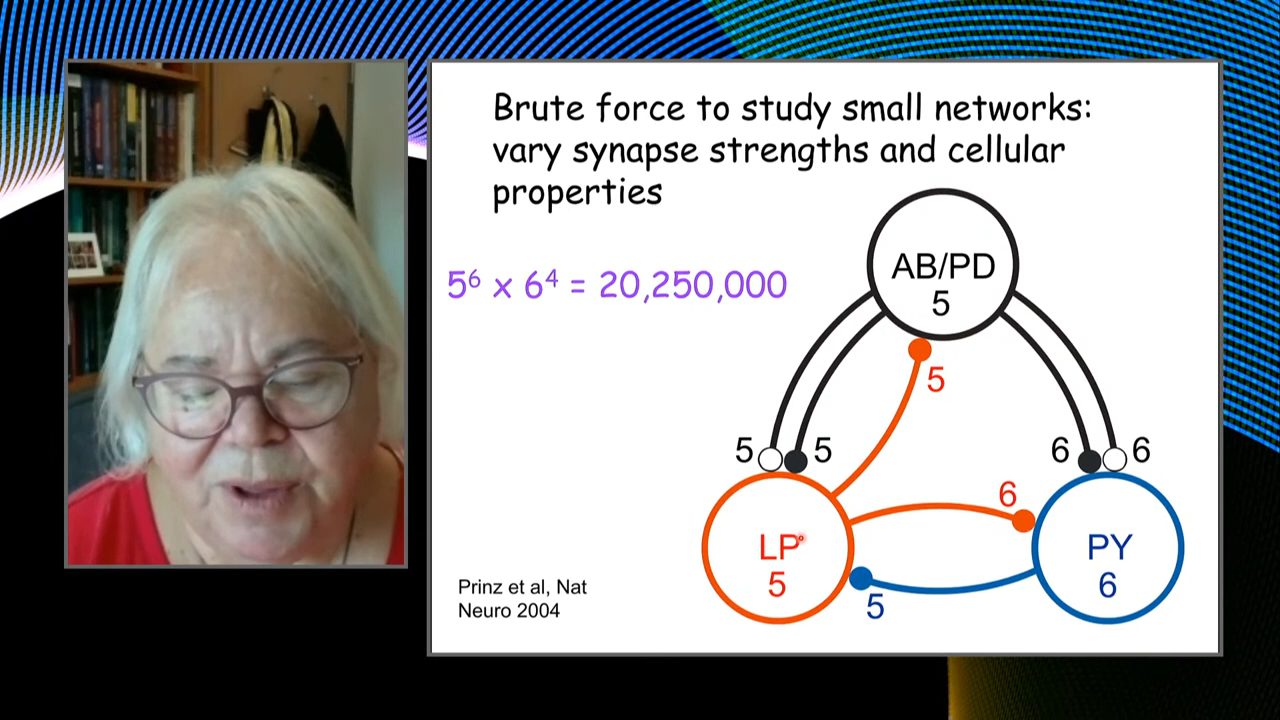 Brute force to study small networks:
vary synapse strengths and cellular
properties
5⁶ x 6⁴ = 20,250,000
AB/PD
5
5
5
5
6
6
6
LP
5
PY
6
5
Prinz et al, Nat
Neuro 2004